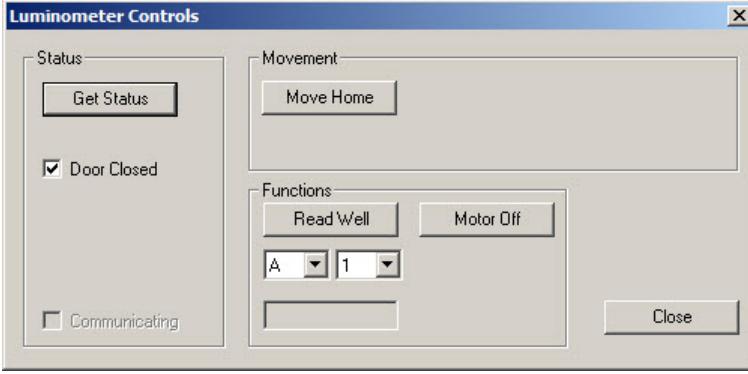 Luminometer Controls
Status
Get Status
Door Closed
Communicating
Movement
Move Home
Functions
Read Well
Motor Off
A
1
Close